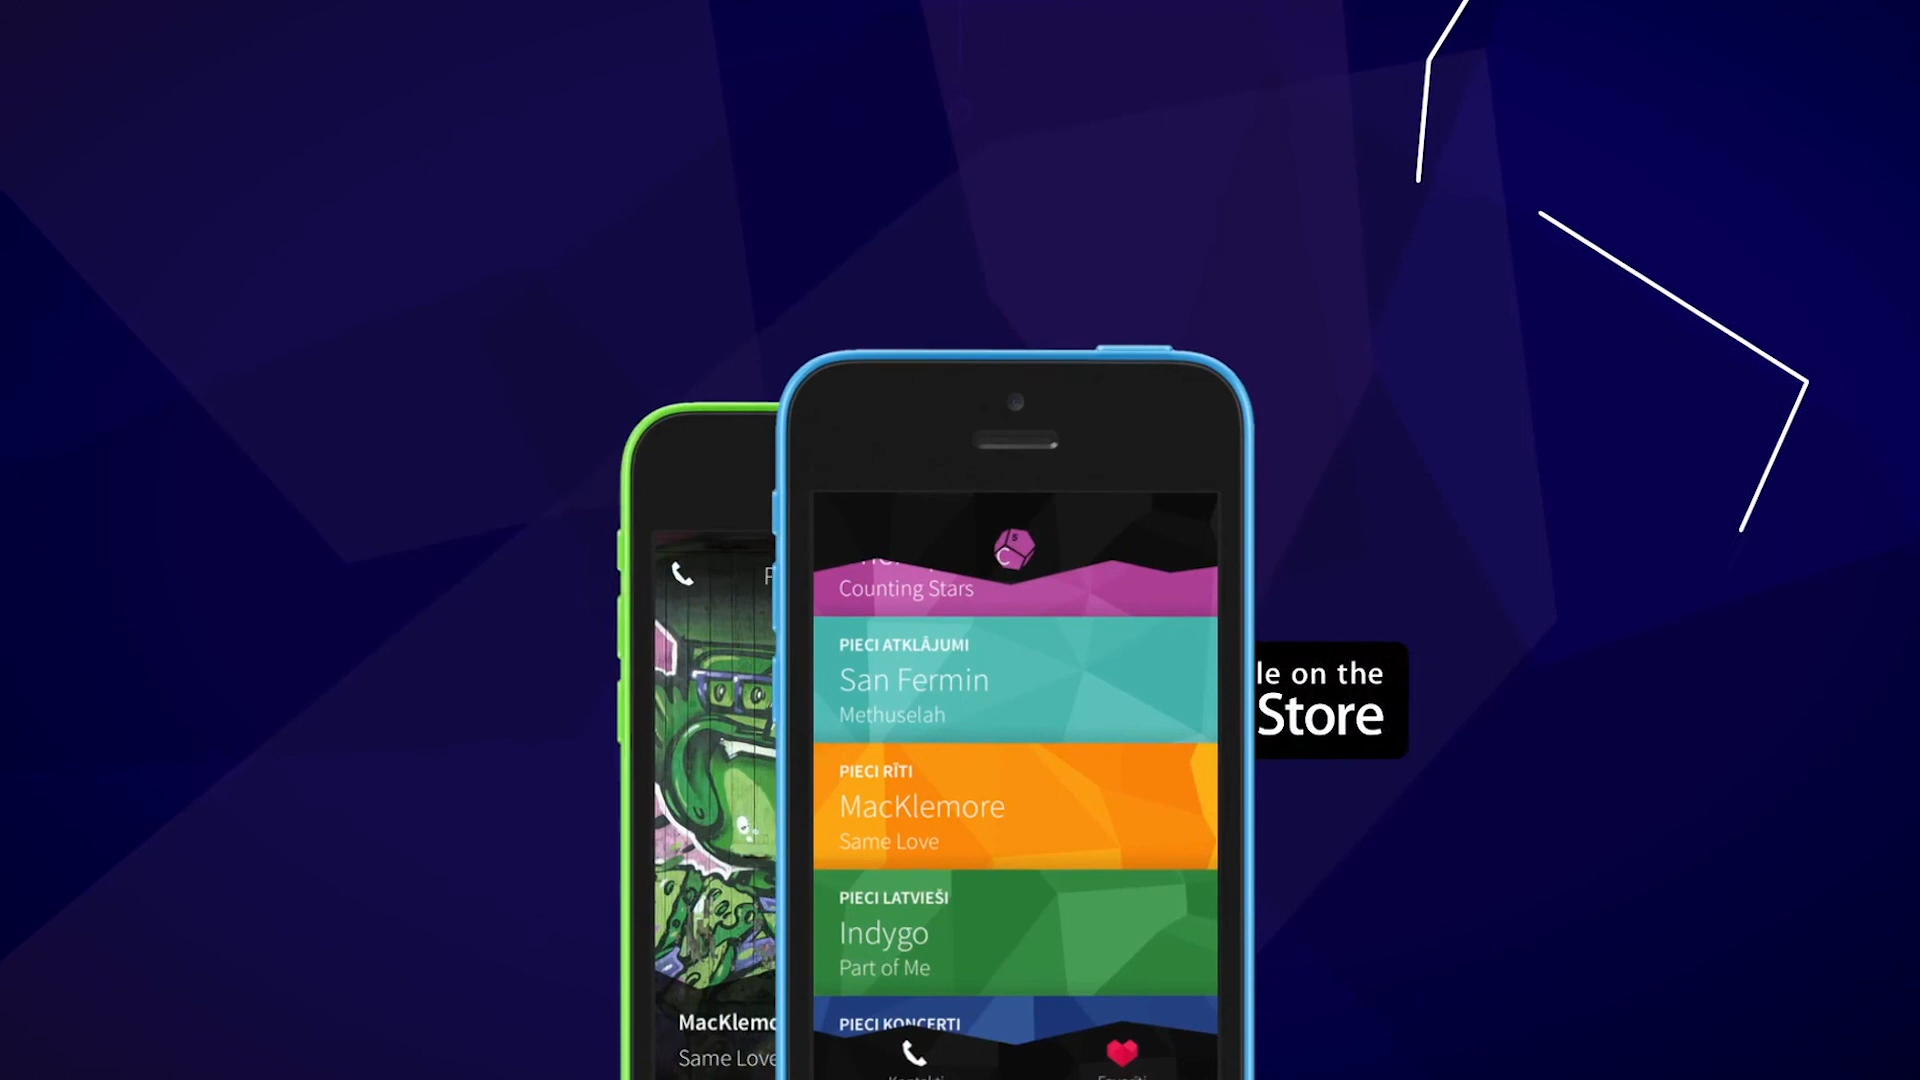 5
C
Counting Stars
PIECI ATKLĀJUMI
San Fermin
Methuselah
PIECI RĪTI
MacKlemore
Same Love
PIECI LATVIEŠI
Indygo
Part of Me
PIECI KONCERTI
MacKlemo
Same Love
le on the
Store